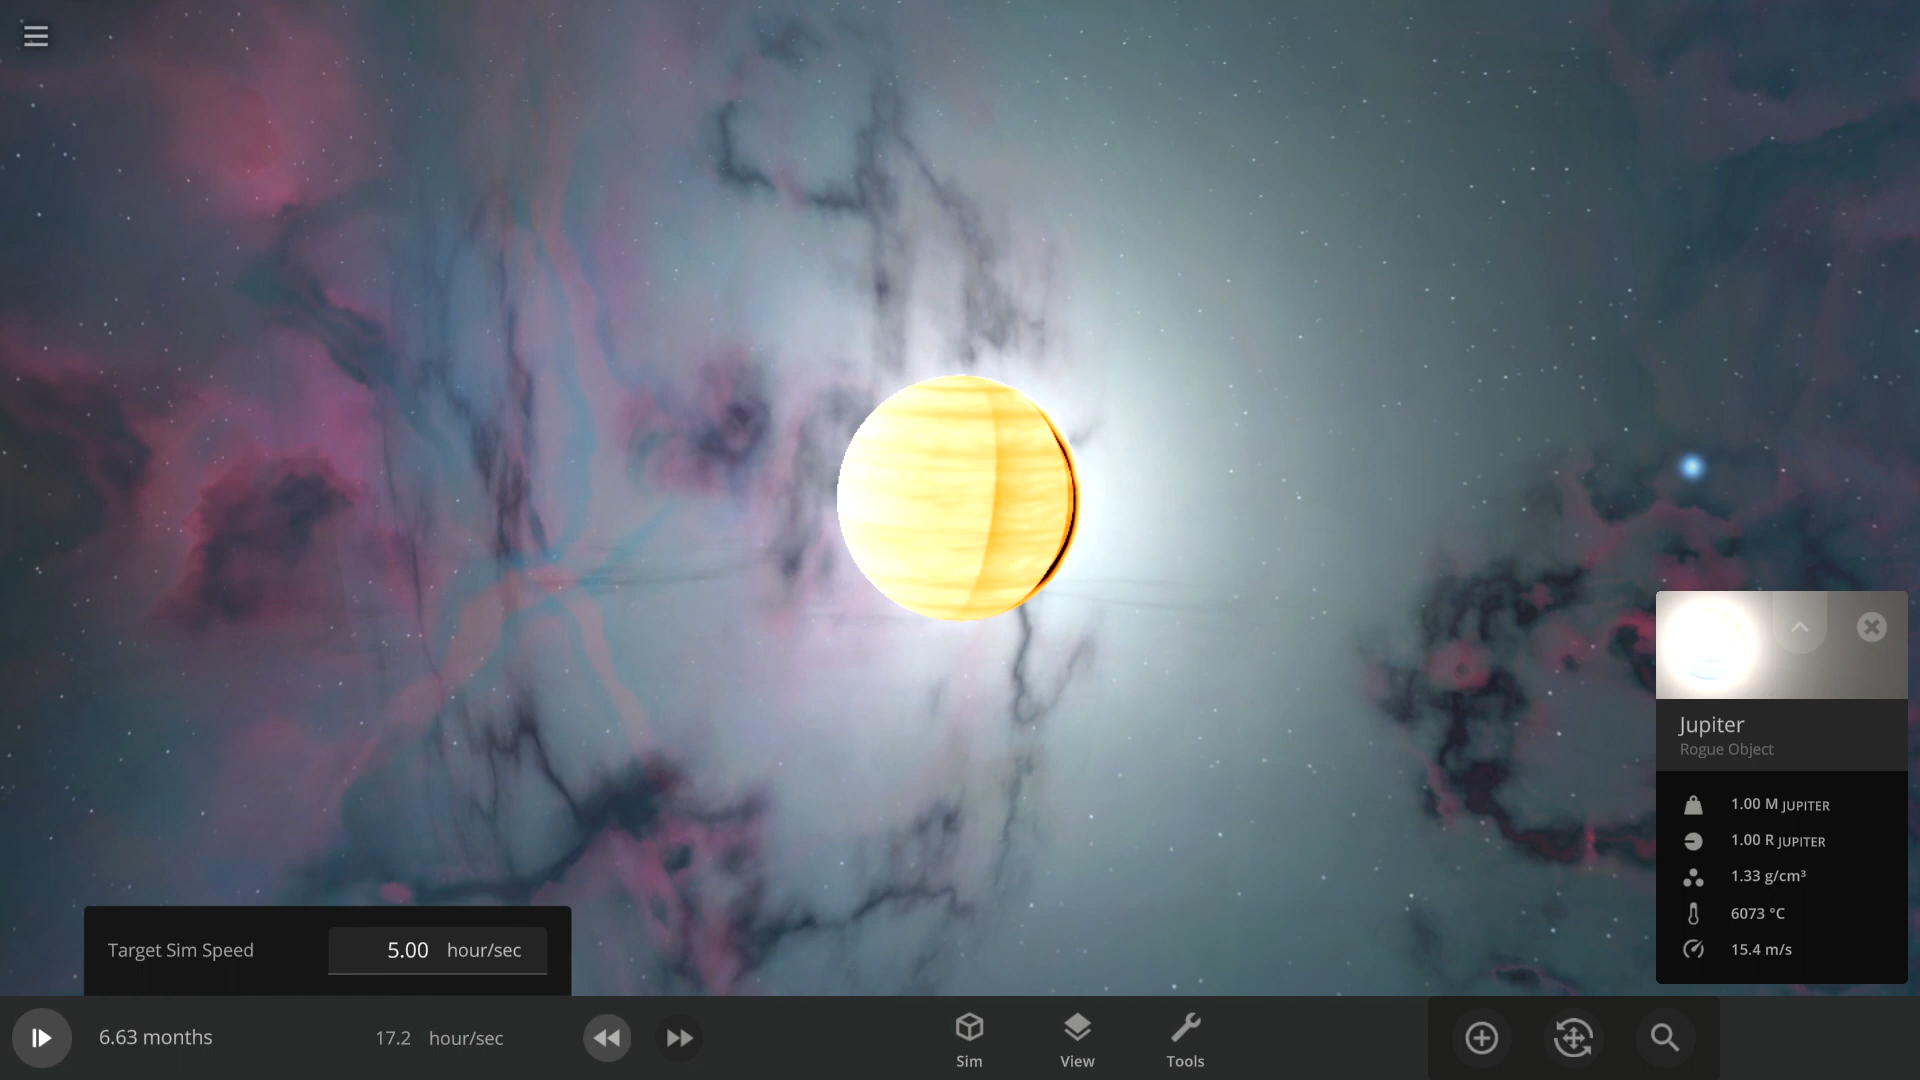 Jupiter
Rogue Object
1.00 M JUPITER
1.00 R JUPITER
1.33 g/cm³
6073 °C
15.4 m/s
Target Sim Speed 5.00 hour/sec
6.63 months 17.2 hour/sec Sim View Tools